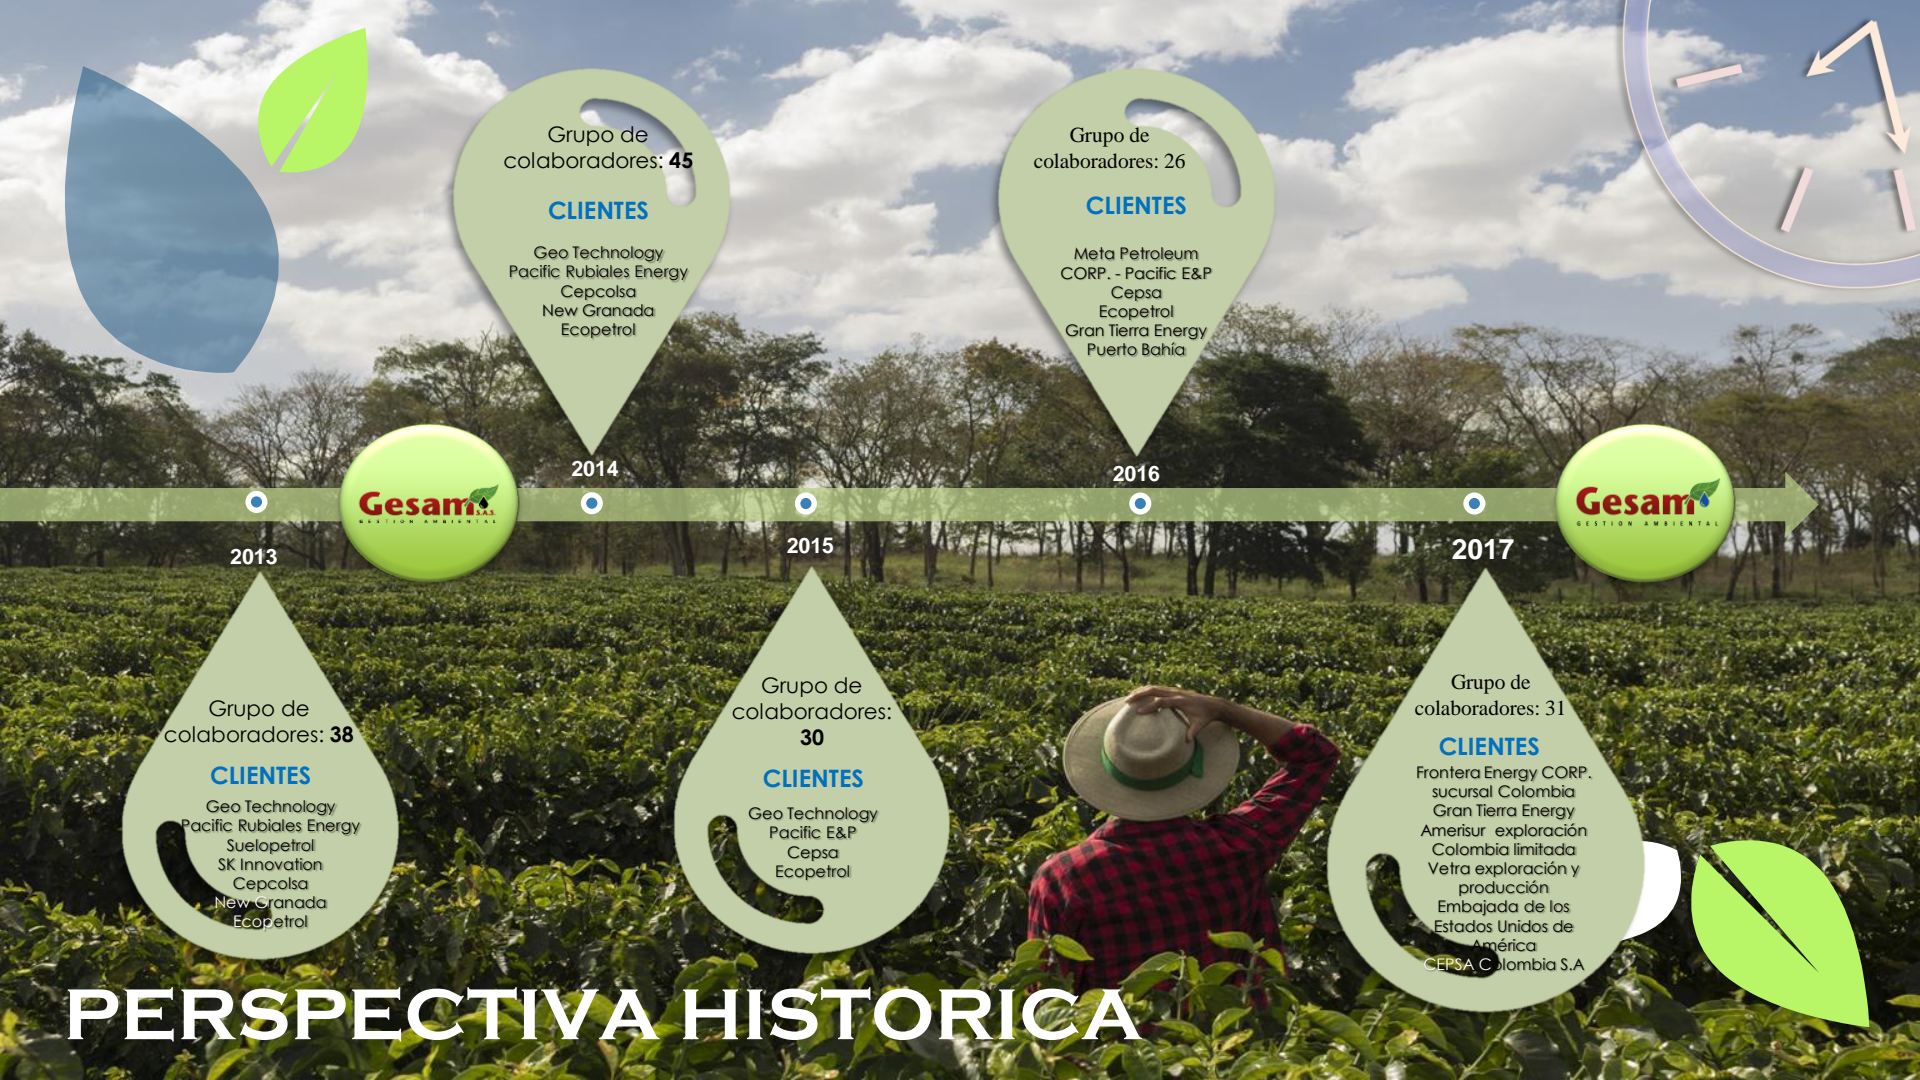 Grupo de
colaboradores: 45
CLIENTES
Geo Technology
Pacific Rubiales Energy
Cepcolsa
New Granada
Ecopetrol
2014
Grupo de
colaboradores: 26
CLIENTES
Meta Petroleum
CORP. - Pacific E&P
Cepsa
Ecopetrol
Gran Tierra Energy
Puerto Bahía
2016
Gesam S.A.S.
GESTION AMBIENTAL
Gesam
GESTION AMBIENTAL
2013
Grupo de
colaboradores: 38
CLIENTES
Geo Technology
Pacific Rubiales Energy
Suelopetrol
SK Innovation
Cepcolsa
New Granada
Ecopetrol
2015
Grupo de
colaboradores:
30
CLIENTES
Geo Technology
Pacific E&P
Cepsa
Ecopetrol
2017
Grupo de
colaboradores: 31
CLIENTES
Frontera Energy CORP.
sucursal Colombia
Gran Tierra Energy
Amerisur exploración
Colombia limitada
Vetra exploración y
producción
Embajada de los
Estados Unidos de
América
CEPSA Colombia S.A
PERSPECTIVA HISTORICA